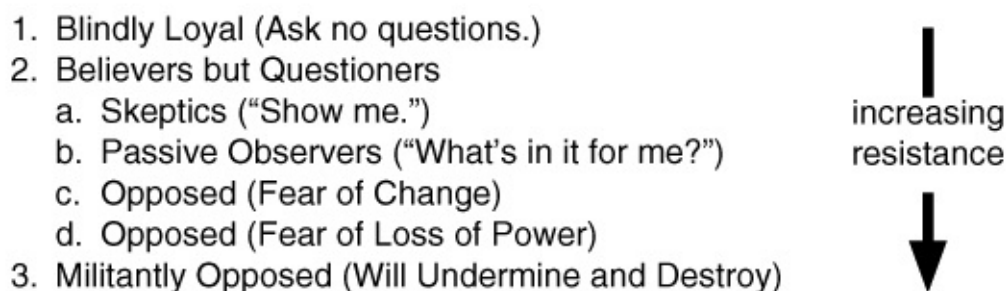 1. Blindly Loyal (Ask no questions.)
2. Believers but Questioners
a. Skeptics (“Show me.”)
b. Passive Observers (“What’s in it for me?”)
c. Opposed (Fear of Change)
d. Opposed (Fear of Loss of Power)
3. Militantly Opposed (Will Undermine and Destroy)
increasing
resistance